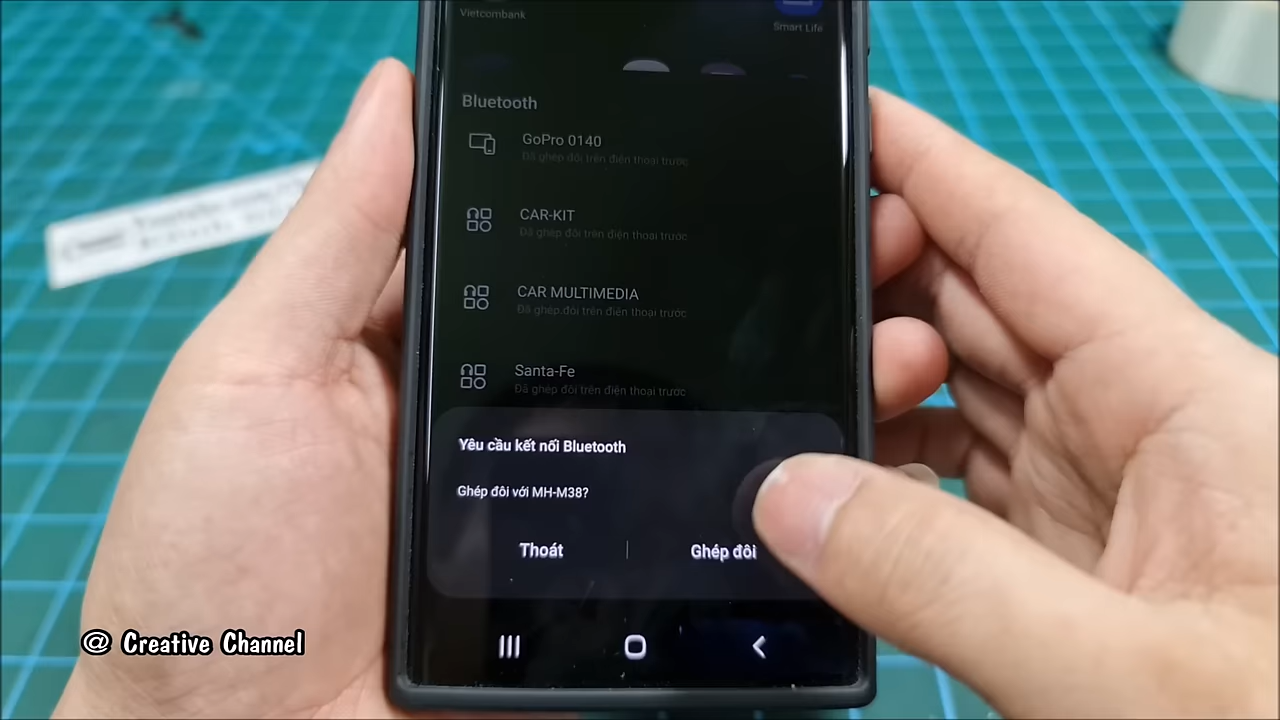 Vietcombank
Smart Life
Bluetooth
GoPro 0140
Đã ghép đôi trên điện thoại trước
CAR-KIT
Đã ghép đôi trên điện thoại trước
CAR MULTIMEDIA
Đã ghép đôi trên điện thoại trước
Santa-Fe
Đã ghép đôi trên điện thoại trước
Yêu cầu kết nối Bluetooth
Ghép đôi với MH-M38?
Thoát
Ghép đôi
@ Creative Channel